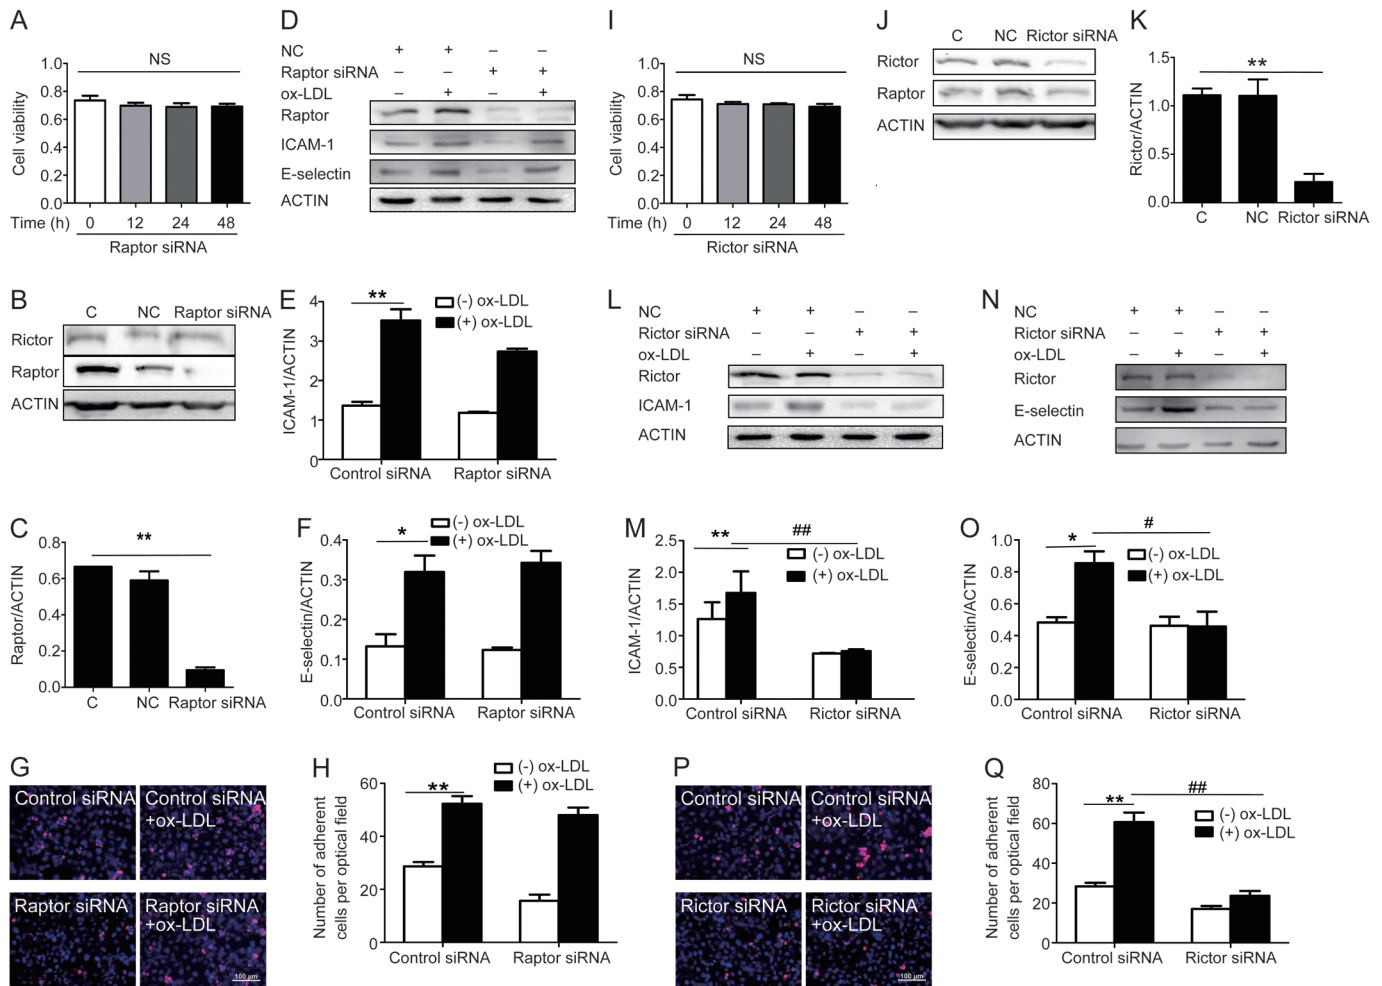 A
NS
Cell viability
1.0
0.8
0.6
0.4
0.2
0.0
Time (h) 0 12 24 48
Raptor siRNA
D
NC + + – –
Raptor siRNA – – + +
ox-LDL – + – +
Raptor
ICAM-1
E-selectin
ACTIN
I
NS
Cell viability
1.0
0.8
0.6
0.4
0.2
0.0
Time (h) 0 12 24 48
Rictor siRNA
J
C NC Rictor siRNA
Rictor
Raptor
ACTIN
K
**
Rictor/ACTIN
1.5
1.0
0.5
0.0
C NC Rictor siRNA
B
C NC Raptor siRNA
Rictor
Raptor
ACTIN
E
**
(-) ox-LDL
(+) ox-LDL
ICAM-1/ACTIN
4
3
2
1
0
Control siRNA Raptor siRNA
L
NC + + – –
Rictor siRNA – – + +
ox-LDL – + – +
Rictor
ICAM-1
ACTIN
N
NC + + – –
Rictor siRNA – – + +
ox-LDL – + – +
Rictor
E-selectin
ACTIN
C
**
Raptor/ACTIN
0.8
0.6
0.4
0.2
0.0
C NC Raptor siRNA
F
*
(-) ox-LDL
(+) ox-LDL
E-selectin/ACTIN
0.4
0.3
0.2
0.1
0.0
Control siRNA Raptor siRNA
M
** ##
(-) ox-LDL
(+) ox-LDL
ICAM-1/ACTIN
2.5
2.0
1.5
1.0
0.5
0.0
Control siRNA Rictor siRNA
O
* #
(-) ox-LDL
(+) ox-LDL
E-selectin/ACTIN
1.0
0.8
0.6
0.4
0.2
0.0
Control siRNA Rictor siRNA
G
Control siRNA
Control siRNA
+ox-LDL
Raptor siRNA
Raptor siRNA
+ox-LDL
100 μm
H
**
(-) ox-LDL
(+) ox-LDL
Number of adherent
cells per optical field
60
40
20
0
Control siRNA Raptor siRNA
P
Control siRNA
Control siRNA
+ox-LDL
Rictor siRNA
Rictor siRNA
+ox-LDL
100 μm
Q
** ##
(-) ox-LDL
(+) ox-LDL
Number of adherent
cells per optical field
80
60
40
20
0
Control siRNA Rictor siRNA